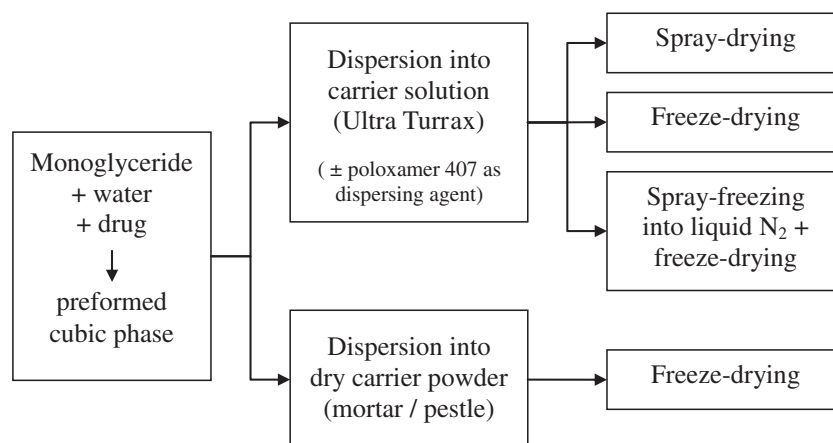 Monoglyceride
+ water
+ drug
preformed
cubic phase
Dispersion into
carrier solution
(Ultra Turrax)
( ± poloxamer 407 as
dispersing agent)
Spray-drying
Freeze-drying
Spray-freezing
into liquid N₂ +
freeze-drying
Dispersion into
dry carrier powder
(mortar / pestle)
Freeze-drying